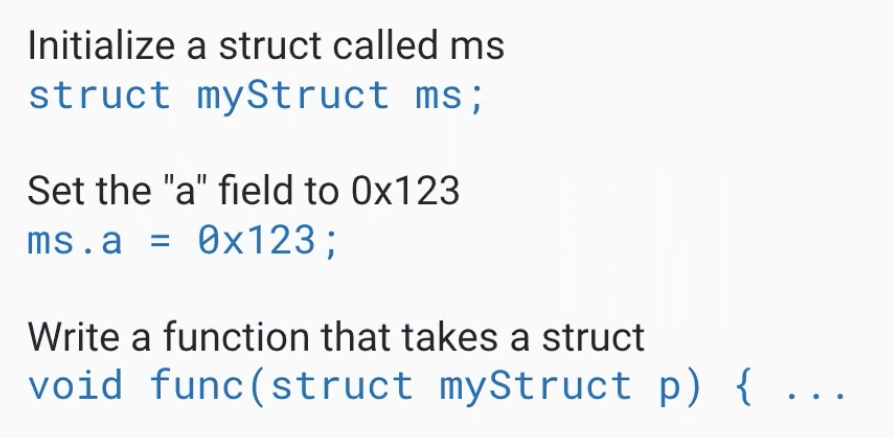 Initialize a struct called ms
struct myStruct ms;
Set the "a" field to 0x123
ms.a = 0x123;
Write a function that takes a struct
void func(struct myStruct p) { ...